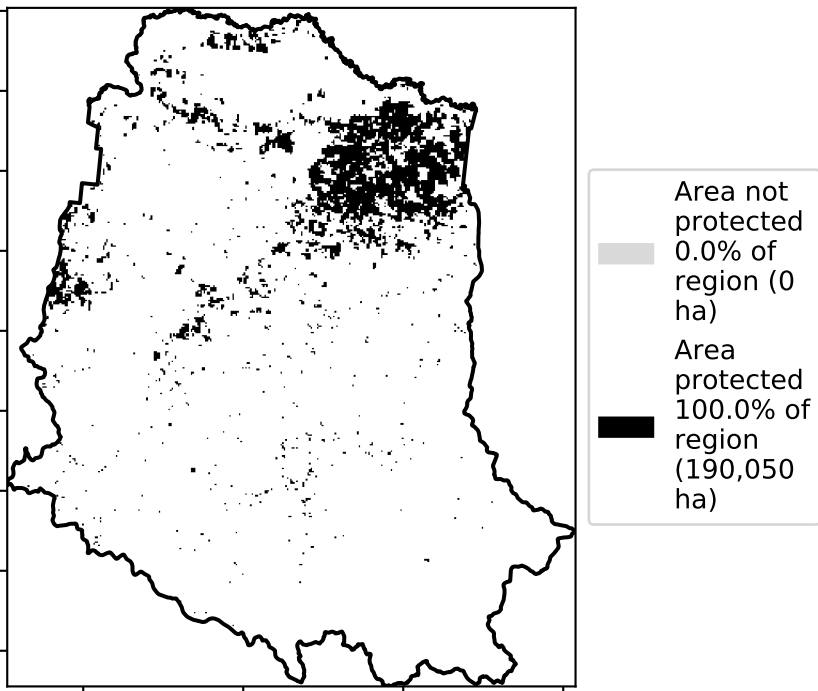 Area not
protected
0.0% of
region (0
ha)
Area
protected
100.0% of
region
(190,050
ha)